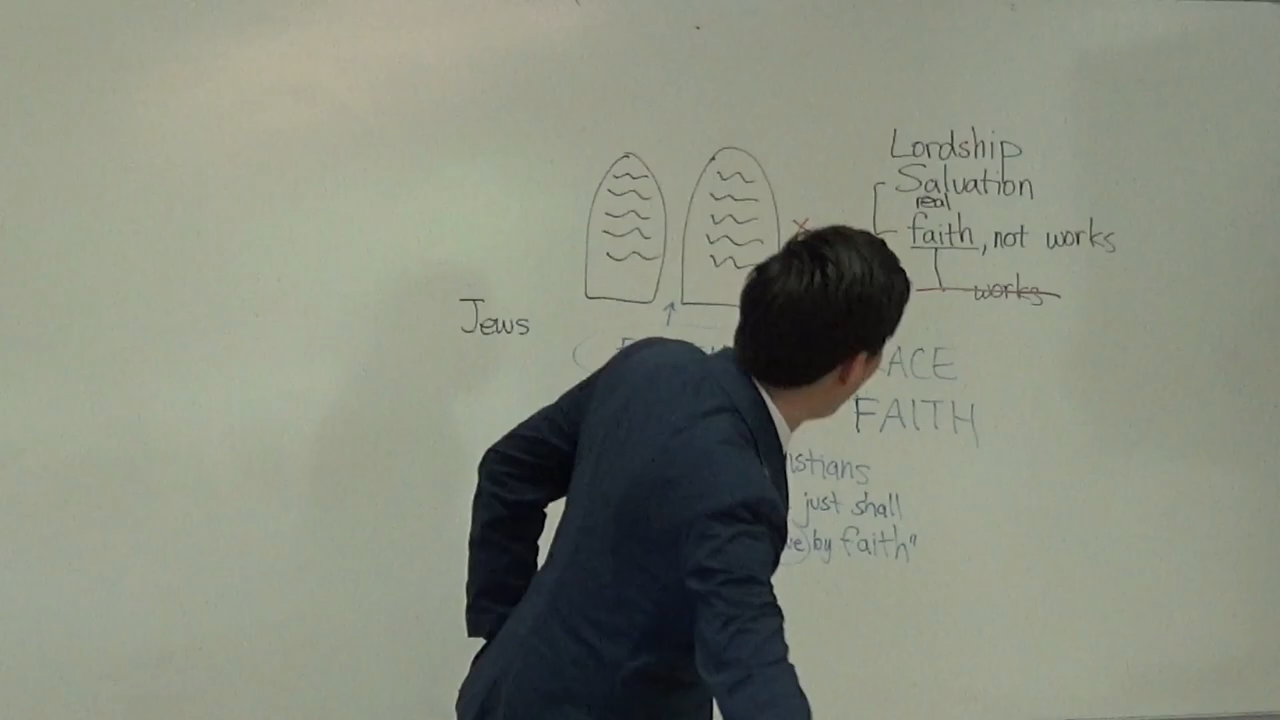 Lordship
Salvation
real
faith, not works
works
Jews
ACE
FAITH
istians
just shall
by faith"